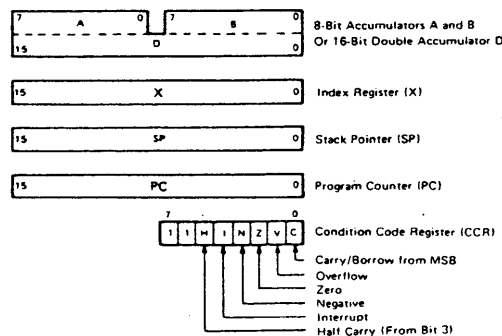 7 A 0 7 B 0
8-Bit Accumulators A and B
15 D 0
Or 16-Bit Double Accumulator D
15 X 0 Index Register (X)
15 SP 0 Stack Pointer (SP)
15 PC 0 Program Counter (PC)
7 0
1 1 H I N Z V C Condition Code Register (CCR)
Carry/Borrow from MSB
Overflow
Zero
Negative
Interrupt
Half Carry (From Bit 3)